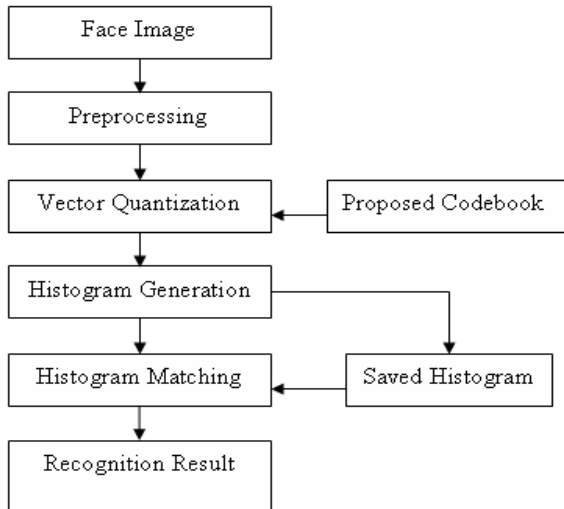 Face Image
Preprocessing
Vector Quantization
Proposed Codebook
Histogram Generation
Histogram Matching
Saved Histogram
Recognition Result